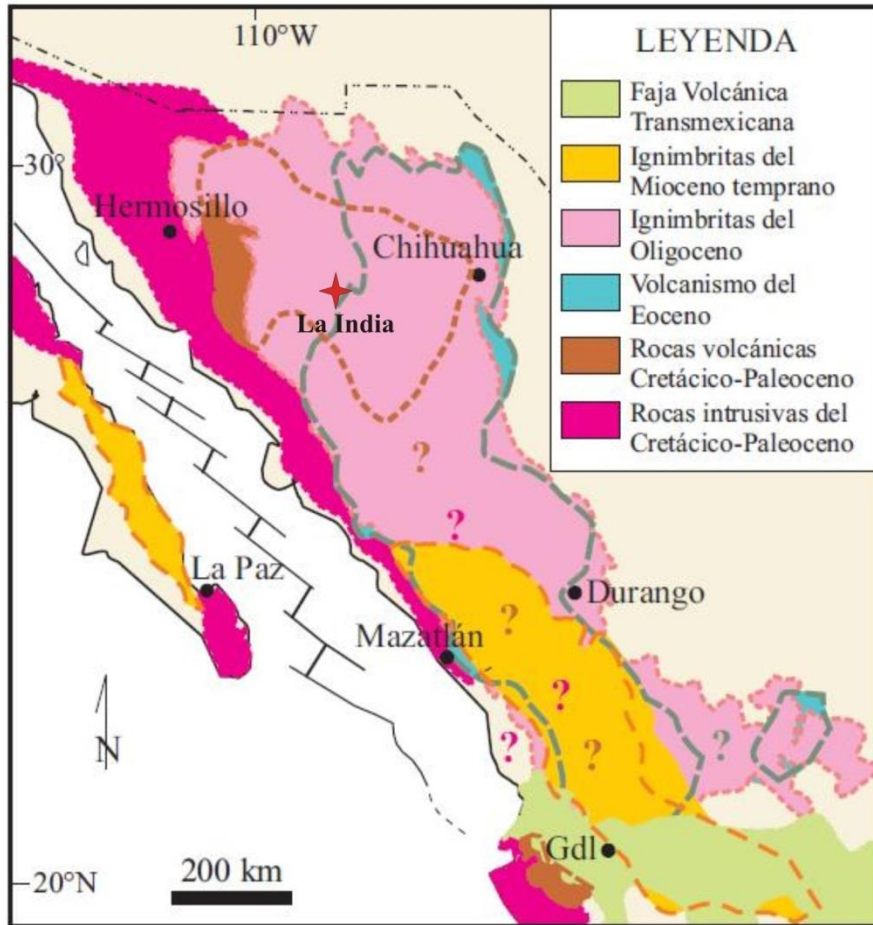 110°W
LEYENDA
Faja Volcánica
Transmexicana
Ignimbritas del
Mioceno temprano
Ignimbritas del
Oligoceno
Volcanismo del
Eoceno
Rocas volcánicas
Cretácico-Paleoceno
Rocas intrusivas del
Cretácico-Paleoceno
30°
Hermosillo
Chihuahua
La India
?
?
La Paz
Durango
?
Mazatlán
?
N
?
?
?
Gdl
20°N
200 km